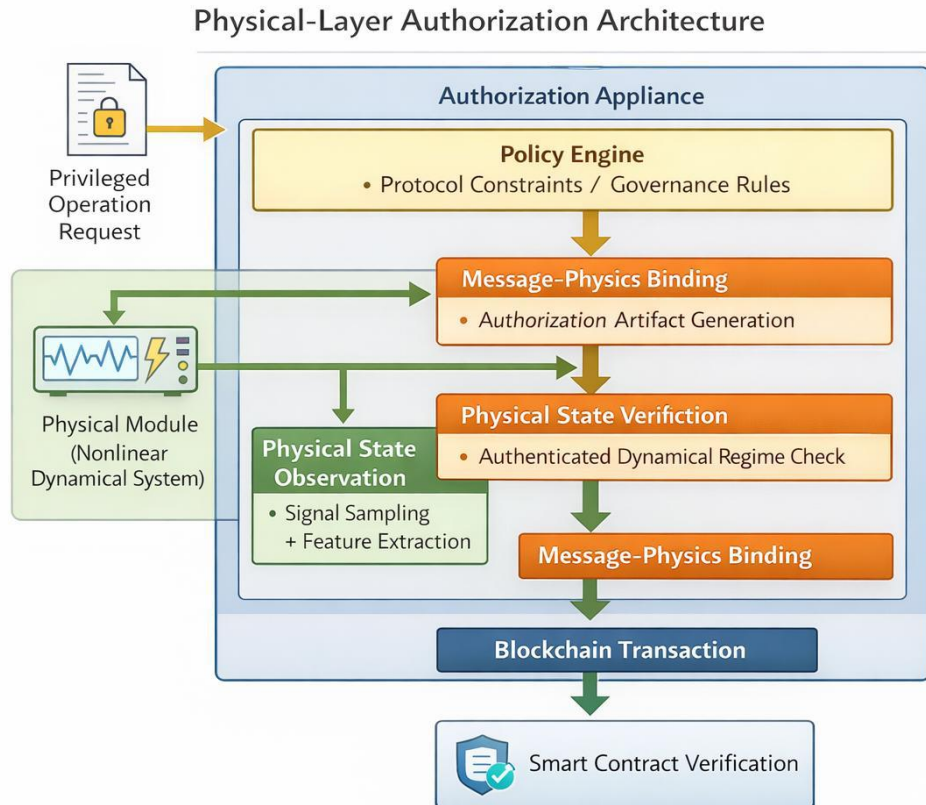 Physical-Layer Authorization Architecture
Authorization Appliance
Privileged
Operation
Request
Policy Engine
• Protocol Constraints / Governance Rules
Message-Physics Binding
• Authorization Artifact Generation
Physical Module
(Nonlinear
Dynamical System)
Physical State
Observation
• Signal Sampling
+ Feature Extraction
Physical State Verifiction
• Authenticated Dynamical Regime Check
Message-Physics Binding
Blockchain Transaction
Smart Contract Verification